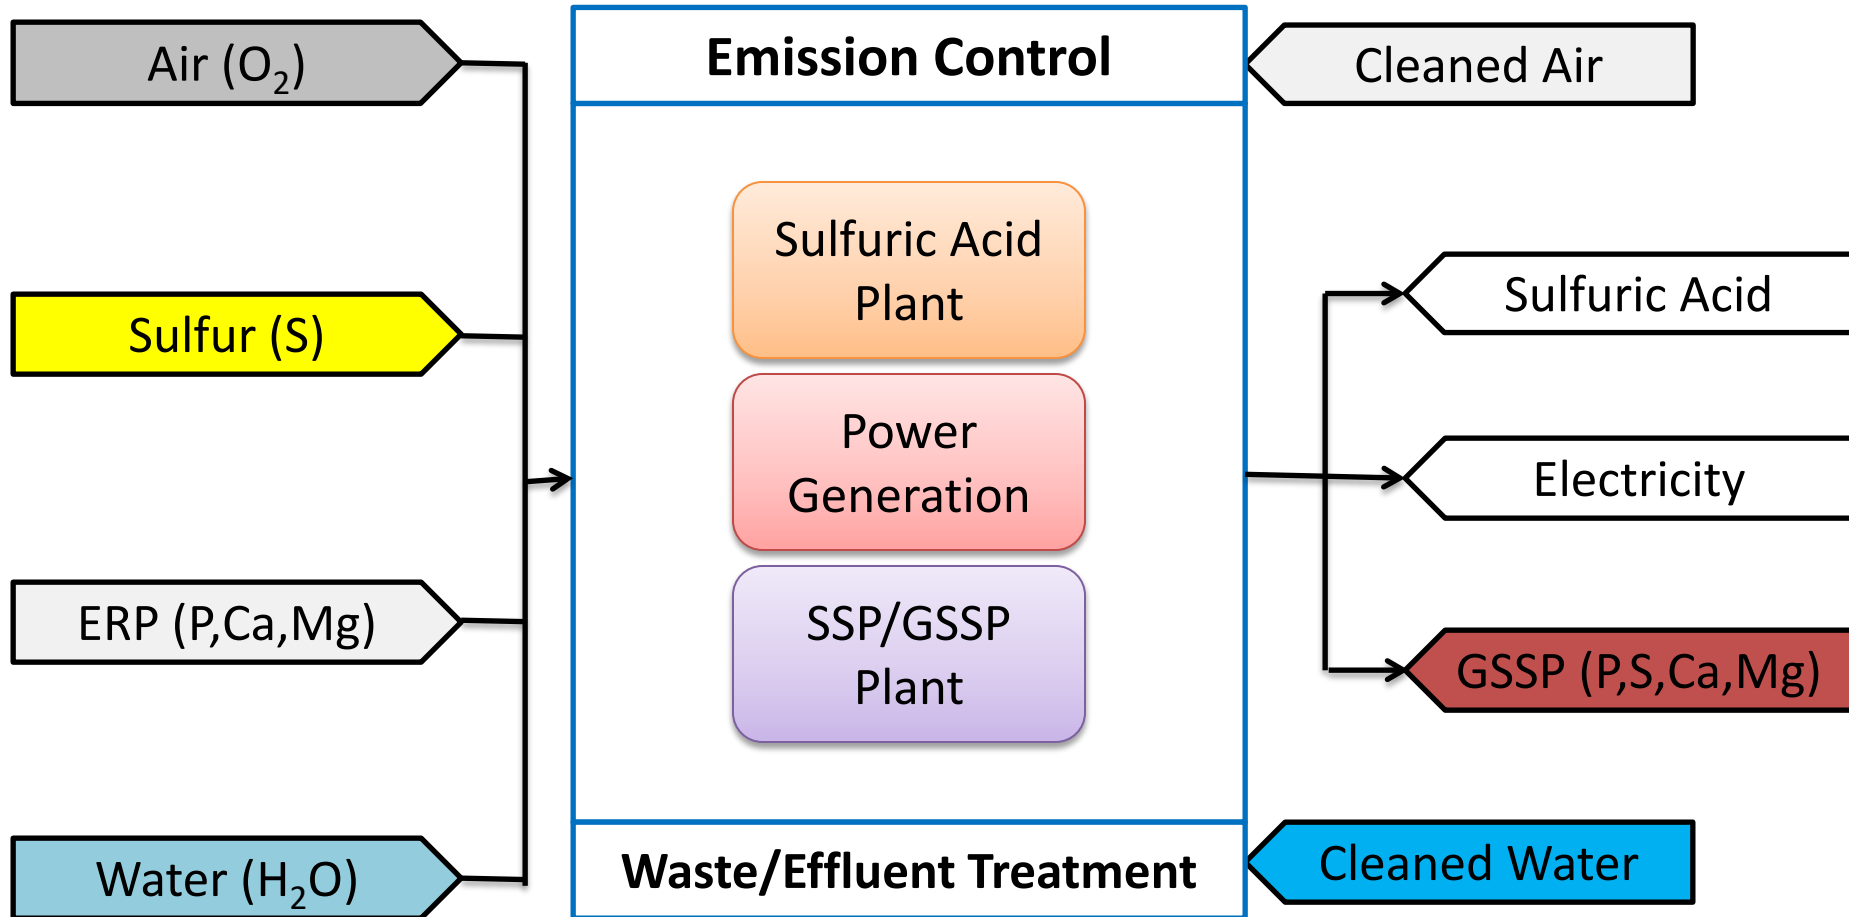 Air (O₂)
Sulfur (S)
ERP (P,Ca,Mg)
Water (H₂O)
Emission Control
Sulfuric Acid
Plant
Power
Generation
SSP/GSSP
Plant
Waste/Effluent Treatment
Cleaned Air
Sulfuric Acid
Electricity
GSSP (P,S,Ca,Mg)
Cleaned Water